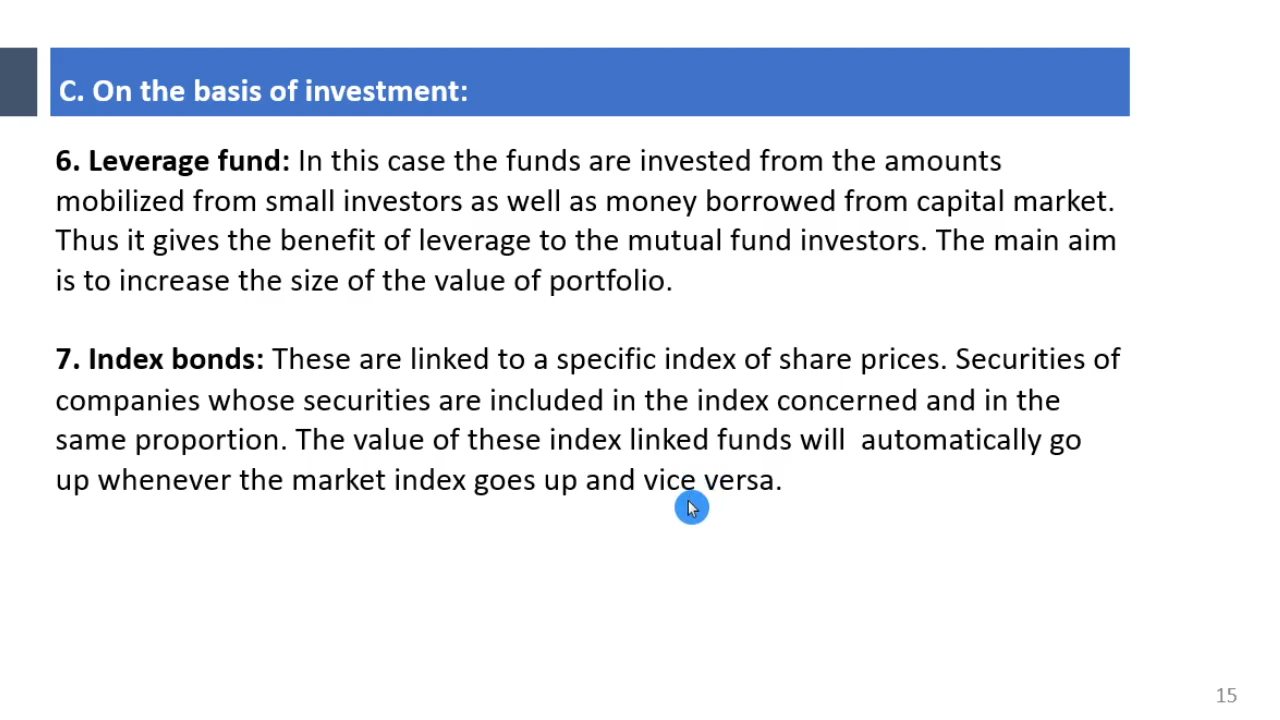 C. On the basis of investment:
6. Leverage fund: In this case the funds are invested from the amounts
mobilized from small investors as well as money borrowed from capital market.
Thus it gives the benefit of leverage to the mutual fund investors. The main aim
is to increase the size of the value of portfolio.
7. Index bonds: These are linked to a specific index of share prices. Securities of
companies whose securities are included in the index concerned and in the
same proportion. The value of these index linked funds will  automatically go
up whenever the market index goes up and vice versa.
15